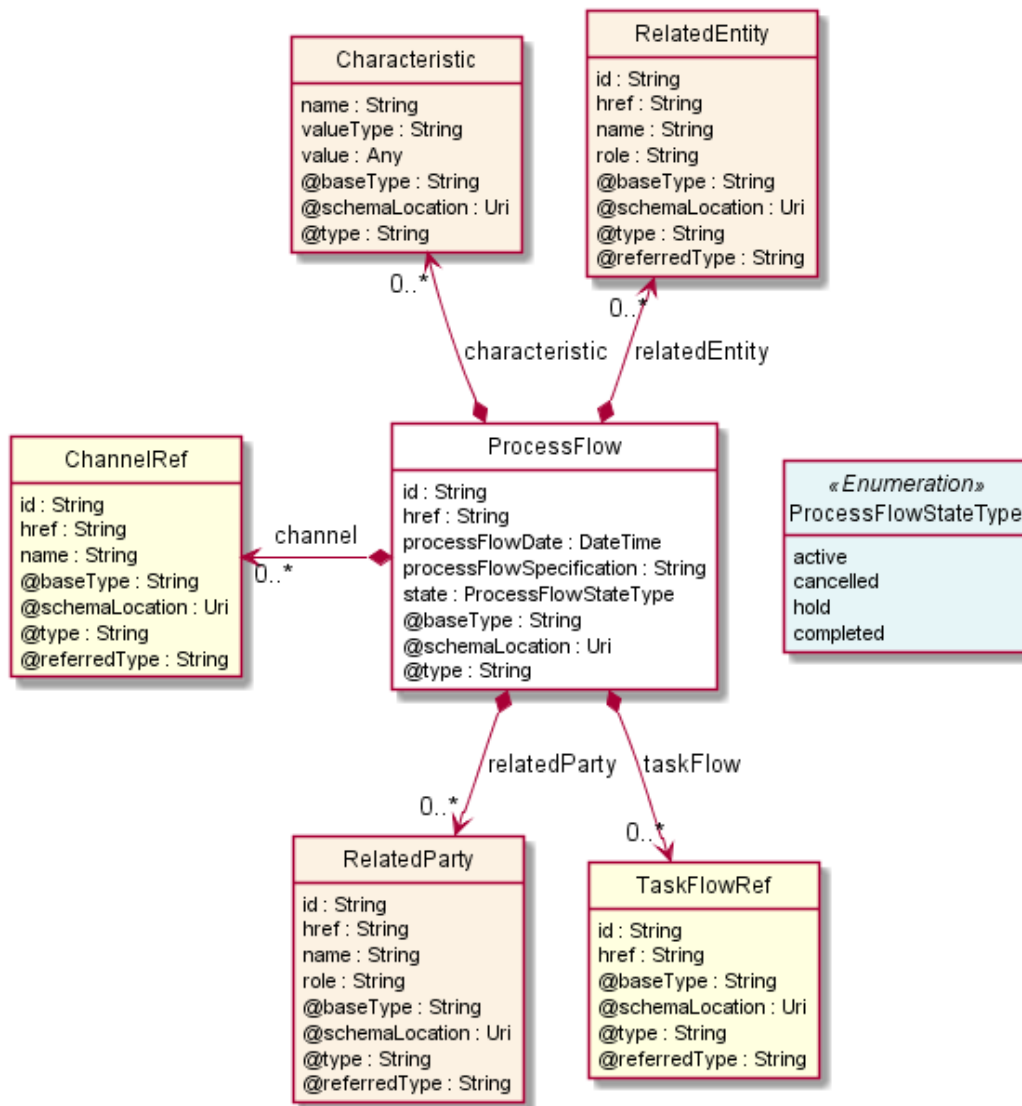 Characteristic
name : String
valueType : String
value : Any
@baseType : String
@schemaLocation : Uri
@type : String
RelatedEntity
id : String
href : String
name : String
role : String
@baseType : String
@schemaLocation : Uri
@type : String
@referredType : String
0..*
0..*
characteristic
relatedEntity
ChannelRef
id : String
href : String
name : String
@baseType : String
@schemaLocation : Uri
@type : String
@referredType : String
channel
0..*
ProcessFlow
id : String
href : String
processFlowDate : DateTime
processFlowSpecification : String
state : ProcessFlowStateType
@baseType : String
@schemaLocation : Uri
@type : String
«Enumeration»
ProcessFlowStateType
active
cancelled
hold
completed
relatedParty
taskFlow
0..*
0..*
RelatedParty
id : String
href : String
name : String
role : String
@baseType : String
@schemaLocation : Uri
@type : String
@referredType : String
TaskFlowRef
id : String
href : String
@baseType : String
@schemaLocation : Uri
@type : String
@referredType : String